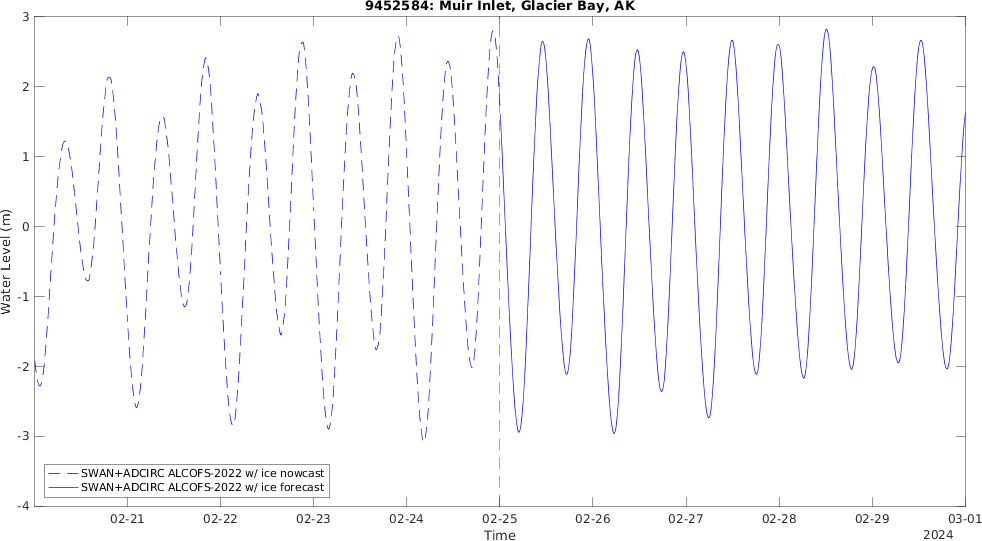 9452584: Muir Inlet, Glacier Bay, AK
3
2
1
0
-1
-2
-3
-4
Water Level (m)
SWAN+ADCIRC ALCOFS-2022 w/ ice nowcast
SWAN+ADCIRC ALCOFS-2022 w/ ice forecast
02-21 02-22 02-23 02-24 02-25 02-26 02-27 02-28 02-29 03-01
Time
2024